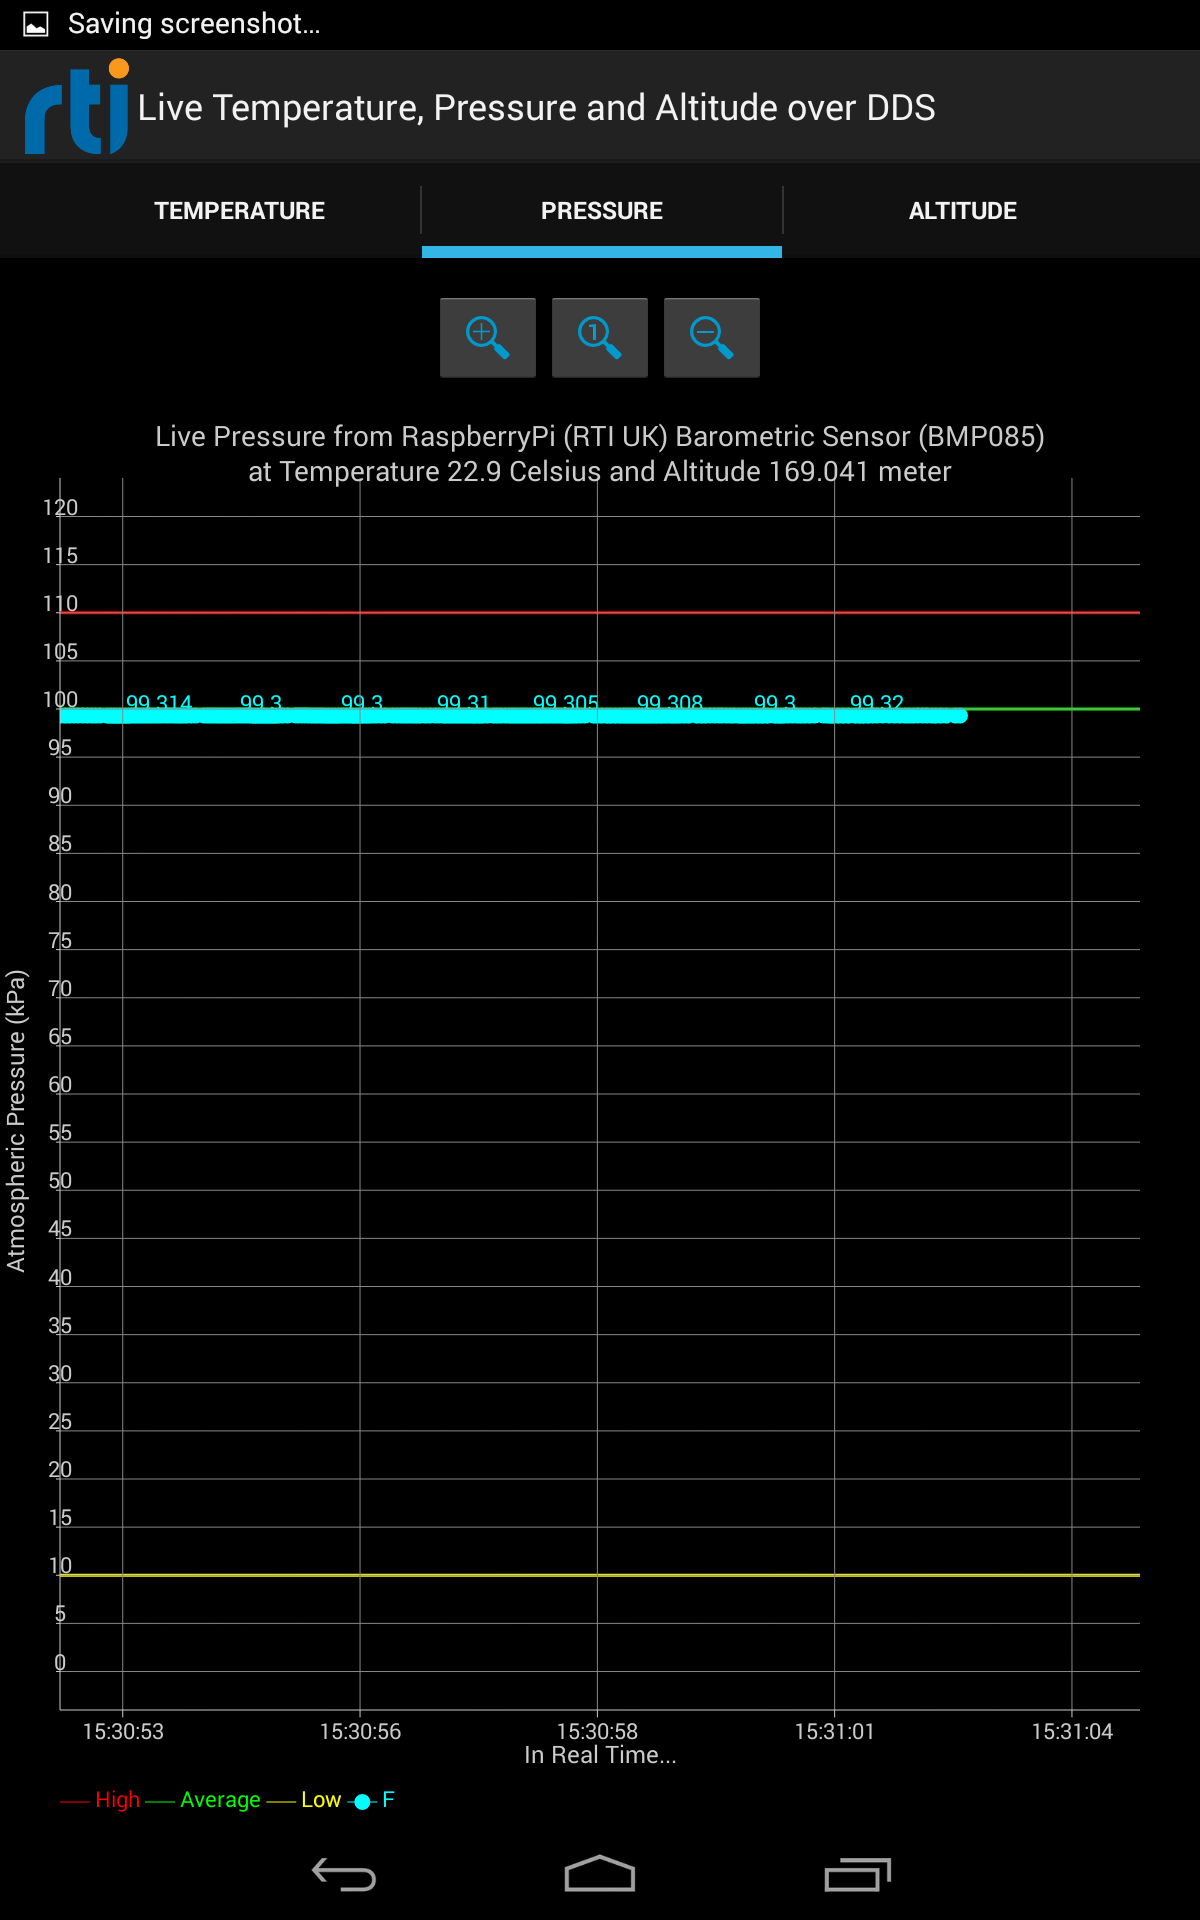 Saving screenshot...
rti Live Temperature, Pressure and Altitude over DDS
TEMPERATURE PRESSURE ALTITUDE
1
Live Pressure from RaspberryPi (RTI UK) Barometric Sensor (BMP085)
at Temperature 22.9 Celsius and Altitude 169.041 meter
120
115
110
105
100
99.314 99.3 99.3 99.31 99.305 99.308 99.3 99.32
95
90
85
80
75
70
65
60
55
50
45
40
35
30
25
20
15
10
5
0
Atmospheric Pressure (kPa)
15:30:53 15:30:56 15:30:58 15:31:01 15:31:04
In Real Time...
High Average Low F